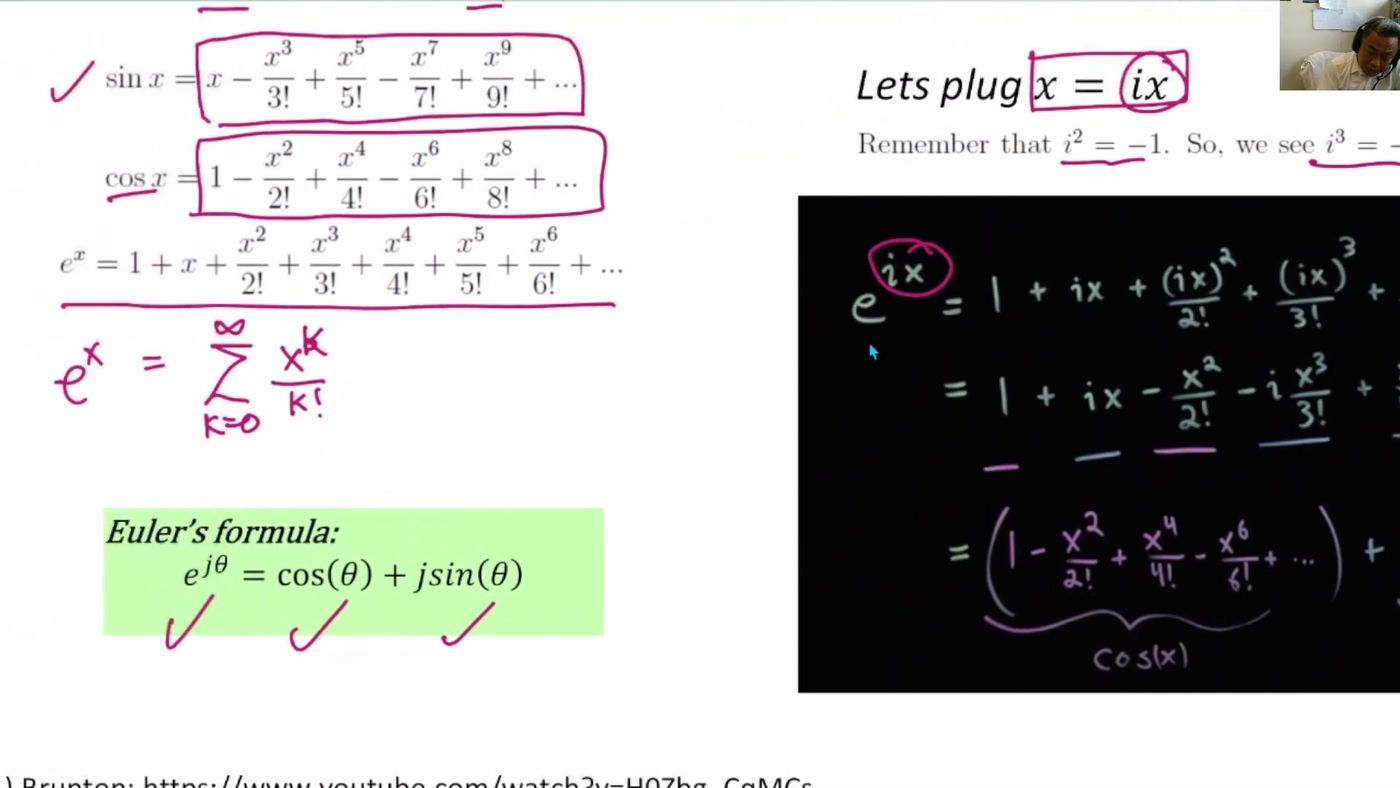 sin x = x − x³/3! + x⁵/5! − x⁷/7! + x⁹/9! + ...
cos x = 1 − x²/2! + x⁴/4! − x⁶/6! + x⁸/8! + ...
eˣ = 1 + x + x²/2! + x³/3! + x⁴/4! + x⁵/5! + x⁶/6! + ...
eˣ = ∑_{k=0}^{∞} xᵏ/k!
Euler's formula:
e^{jθ} = cos(θ) + jsin(θ)
Lets plug x = ix
Remember that i² = −1. So, we see i³ = −
e^{ix} = 1 + ix + (ix)²/2! + (ix)³/3! +
= 1 + ix − x²/2! − i x³/3! +
= (1 − x²/2! + x⁴/4! − x⁶/6! + ...) +
cos(x)
) Brunton: https://www.youtube.com/watch?v=